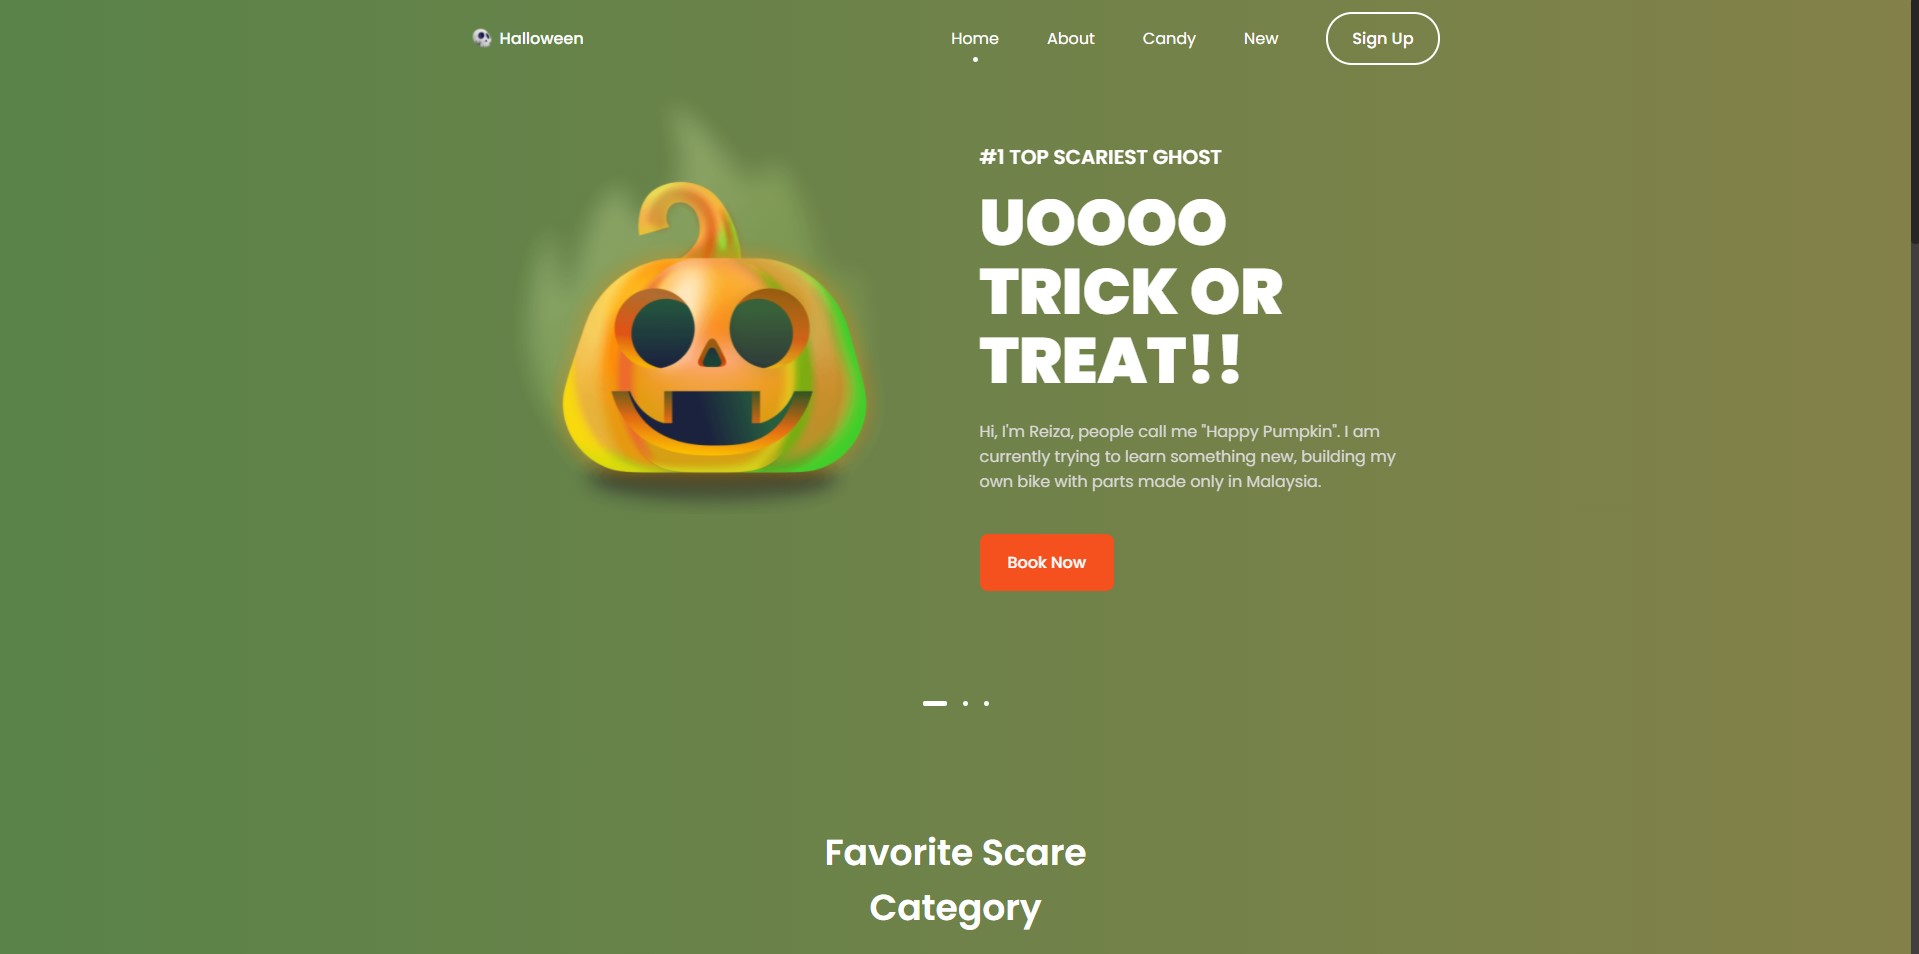 Halloween
Home
About
Candy
New
Sign Up
#1 TOP SCARIEST GHOST
UOOOO
TRICK OR
TREAT!!
Hi, I'm Reiza, people call me "Happy Pumpkin". I am
currently trying to learn something new, building my
own bike with parts made only in Malaysia.
Book Now
Favorite Scare
Category